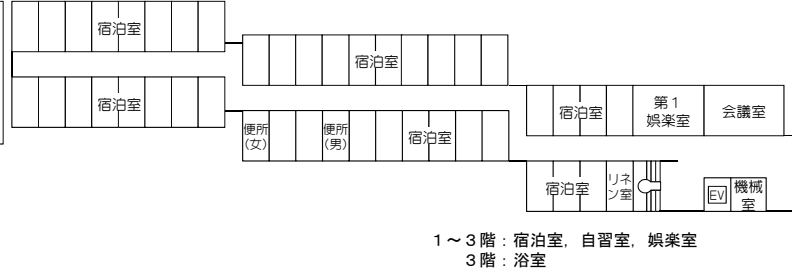 宿泊室
宿泊室
宿泊室
第1
娯楽室
会議室
宿泊室
便所
(女)
便所
(男)
宿泊室
宿泊室
リネ
ン室
EV
機械
室
1～3階：宿泊室，自習室，娯楽室
3階：浴室